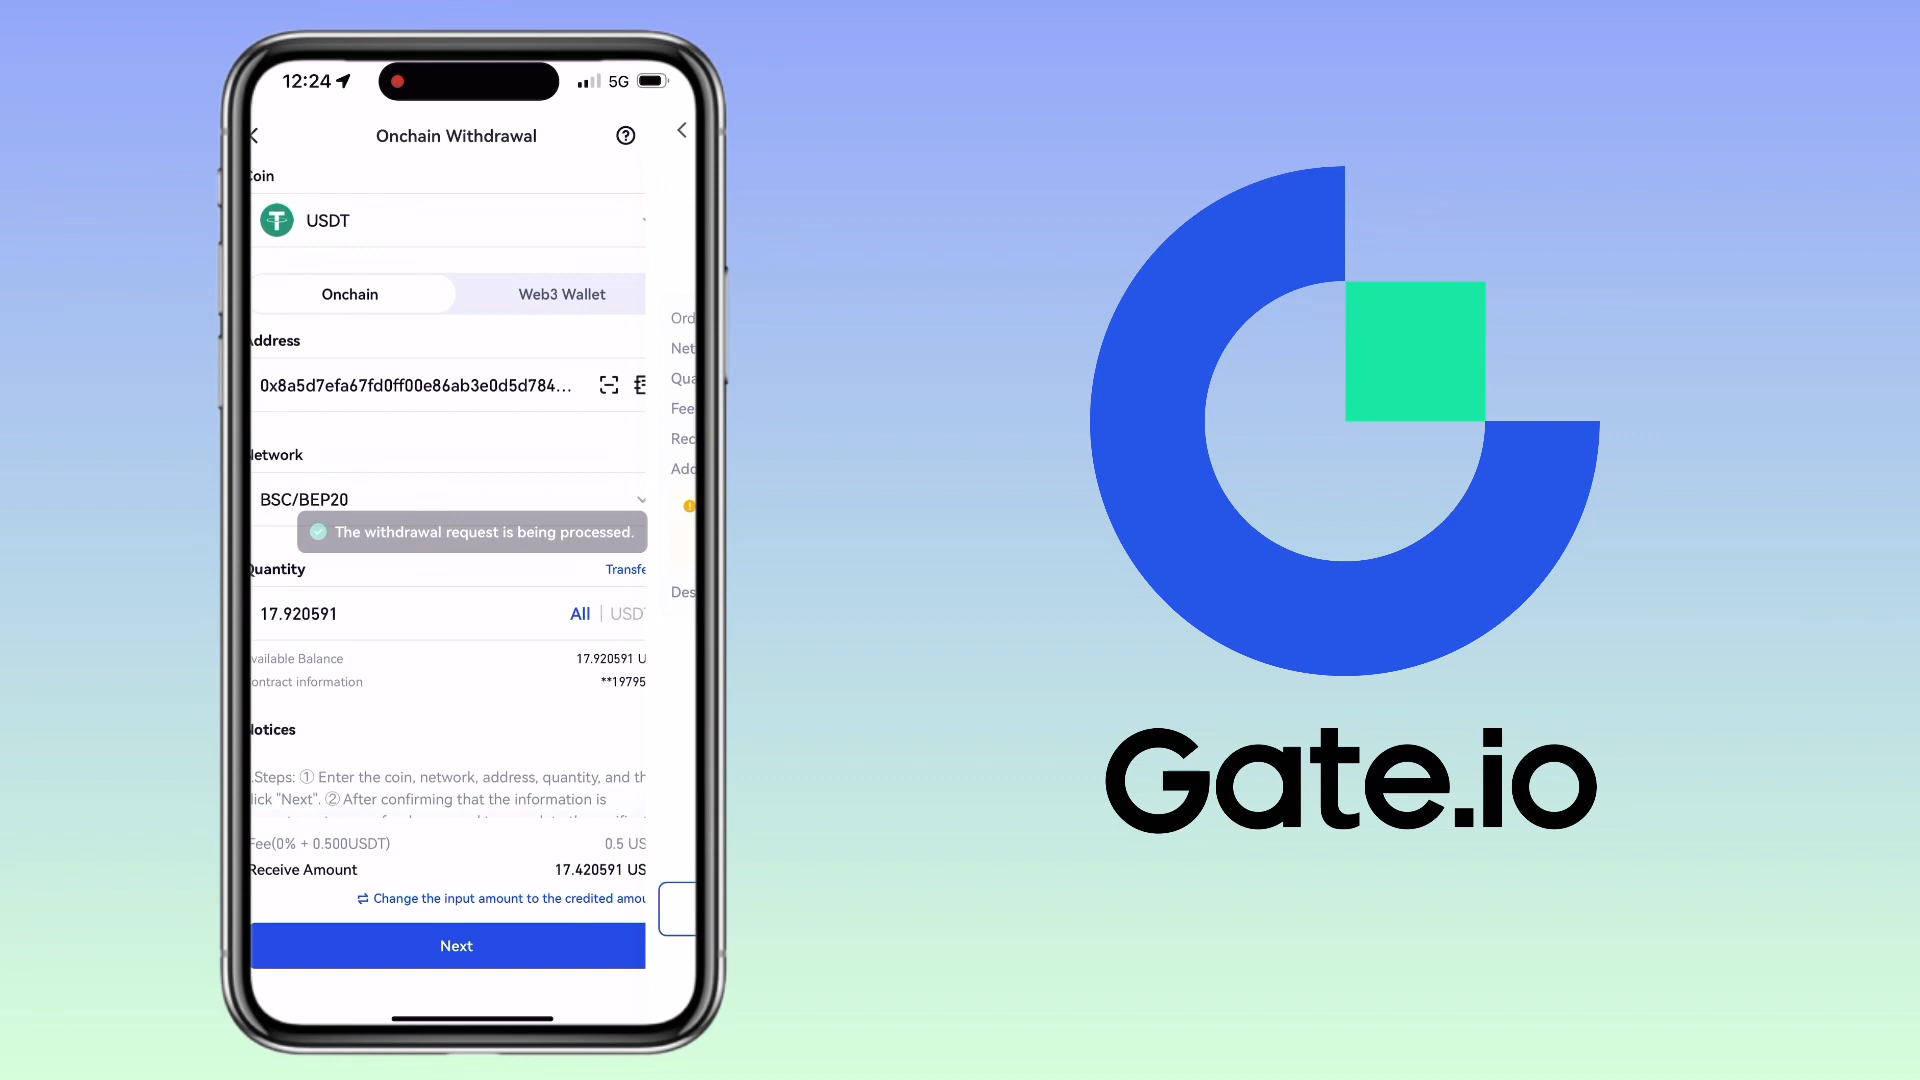 12:24
5G
Onchain Withdrawal
oin
USDT
Onchain Web3 Wallet
ddress
0x8a5d7efa67fd0ff00e86ab3e0d5d784...
etwork
BSC/BEP20
The withdrawal request is being processed.
uantity Transfe
17.920591 All | USD
vailable Balance 17.920591 U
ontract information **19795
otices
.Steps: ① Enter the coin, network, address, quantity, and th
lick "Next". ② After confirming that the information is
Fee(0% + 0.500USDT) 0.5 US
Receive Amount 17.420591 US
Change the input amount to the credited amou
Next
Ord
Net
Qua
Fee
Rec
Add
Des
Gate.io